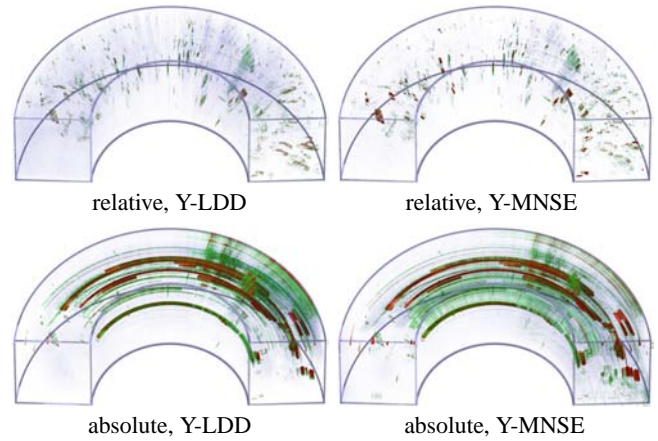 relative, Y-LDD
relative, Y-MNSE
absolute, Y-LDD
absolute, Y-MNSE